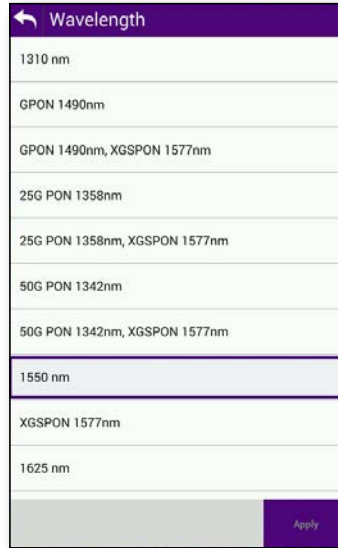 Wavelength
1310 nm
GPON 1490nm
GPON 1490nm, XGSPON 1577nm
25G PON 1358nm
25G PON 1358nm, XGSPON 1577nm
50G PON 1342nm
50G PON 1342nm, XGSPON 1577nm
1550 nm
XGSPON 1577nm
1625 nm
Apply